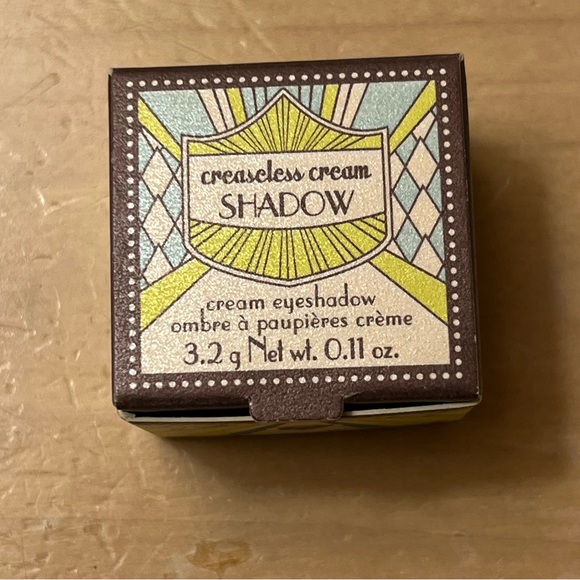 creaseless cream
SHADOW
cream eyeshadow
ombre à paupières crème
3.2 g Net wt. 0.11 oz.